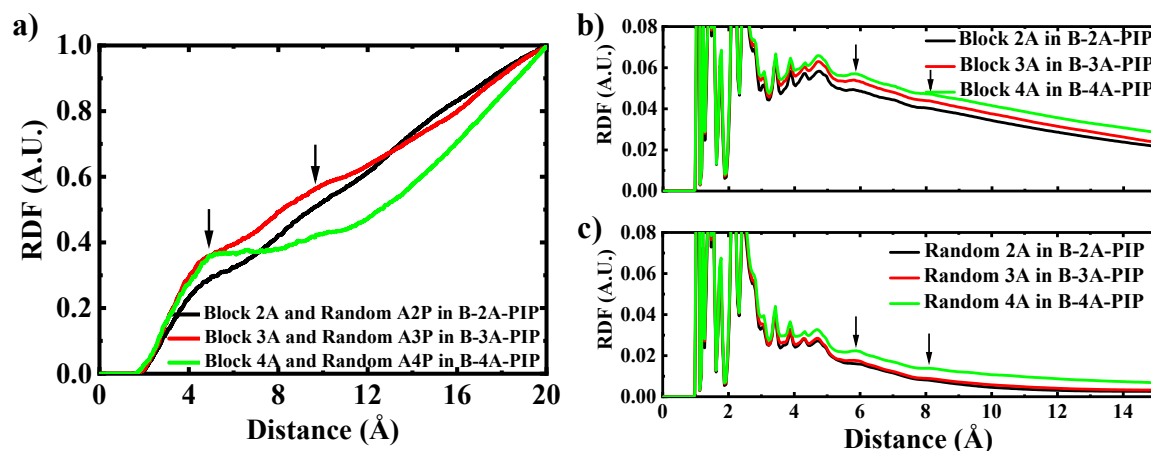 a)
RDF (A.U.)
1.0
0.8
0.6
0.4
0.2
0.0
Block 2A and Random A2P in B-2A-PIP
Block 3A and Random A3P in B-3A-PIP
Block 4A and Random A4P in B-4A-PIP
0 4 8 12 16 20
Distance (Å)
b)
RDF (A.U.)
0.08
0.06
0.04
0.02
0.00
Block 2A in B-2A-PIP
Block 3A in B-3A-PIP
Block 4A in B-4A-PIP
c)
RDF (A.U.)
0.08
0.06
0.04
0.02
0.00
Random 2A in B-2A-PIP
Random 3A in B-3A-PIP
Random 4A in B-4A-PIP
0 2 4 6 8 10 12 14
Distance (Å)